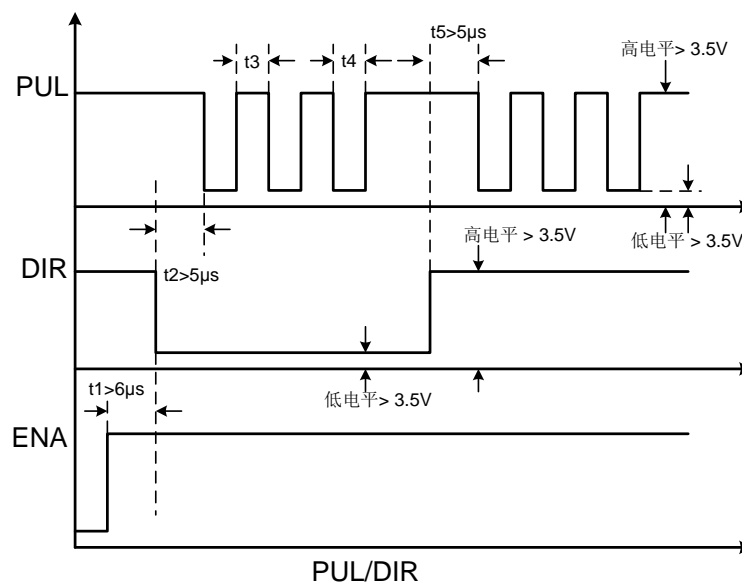 t5>5μs
t3
t4
高电平> 3.5V
PUL
低电平 > 3.5V
高电平 > 3.5V
DIR
t2>5μs
t1>6μs
低电平> 3.5V
ENA
PUL/DIR